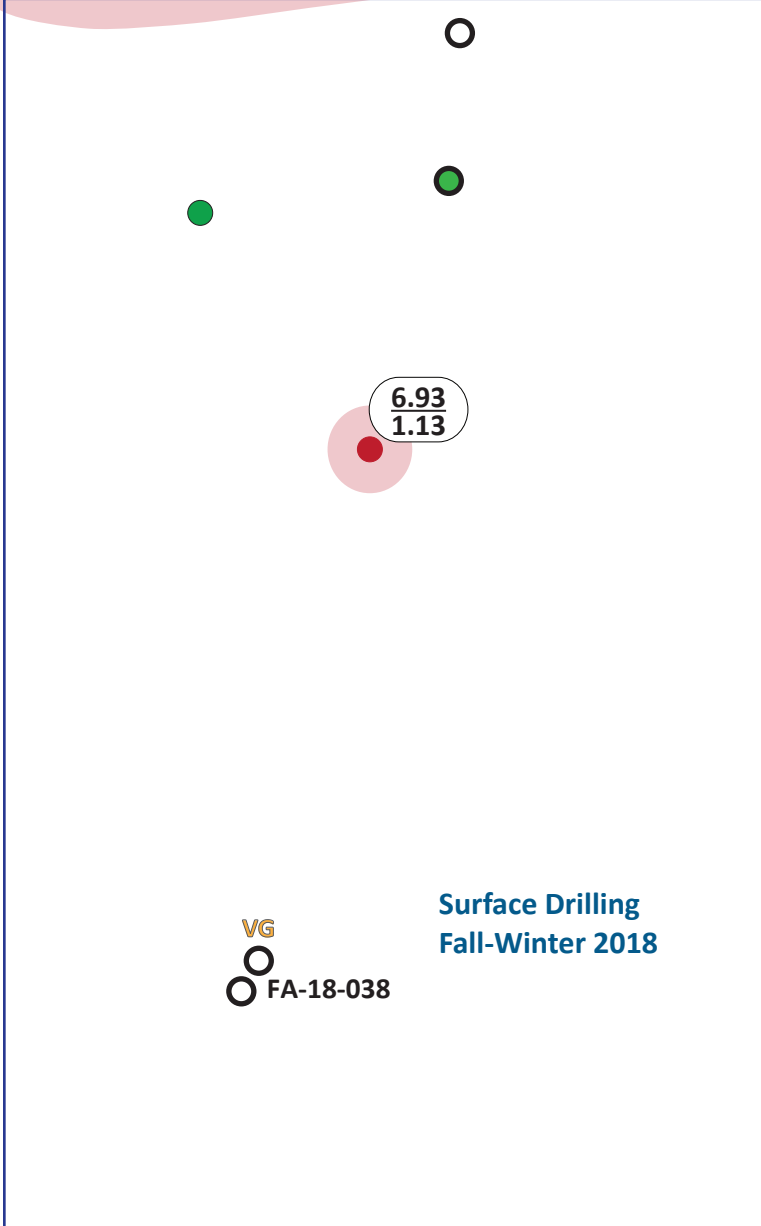 6.93
1.13
Surface Drilling
Fall-Winter 2018
VG
FA-18-038